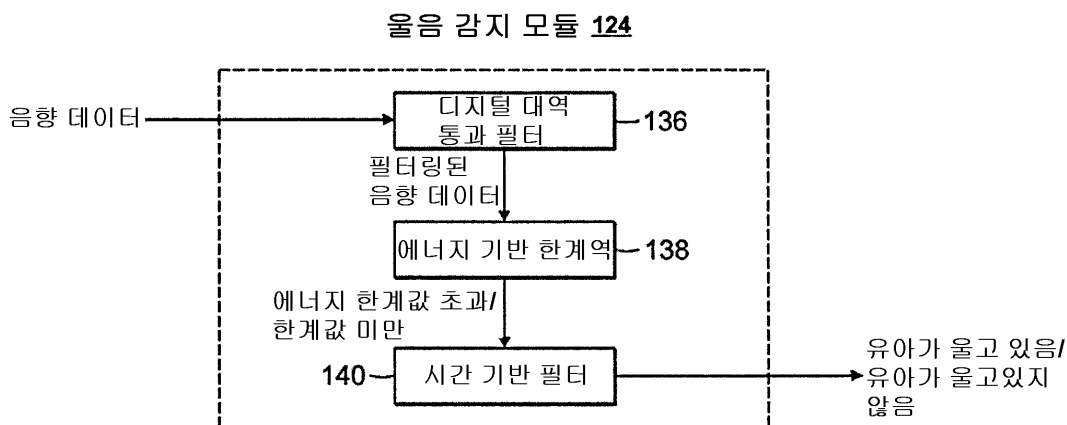 울음 감지 모듈 124
음향 데이터
디지털 대역
통과 필터
136
필터링된
음향 데이터
에너지 기반 한계역
138
에너지 한계값 초과/
한계값 미만
140
시간 기반 필터
유아가 울고 있음/
유아가 울고있지
않음